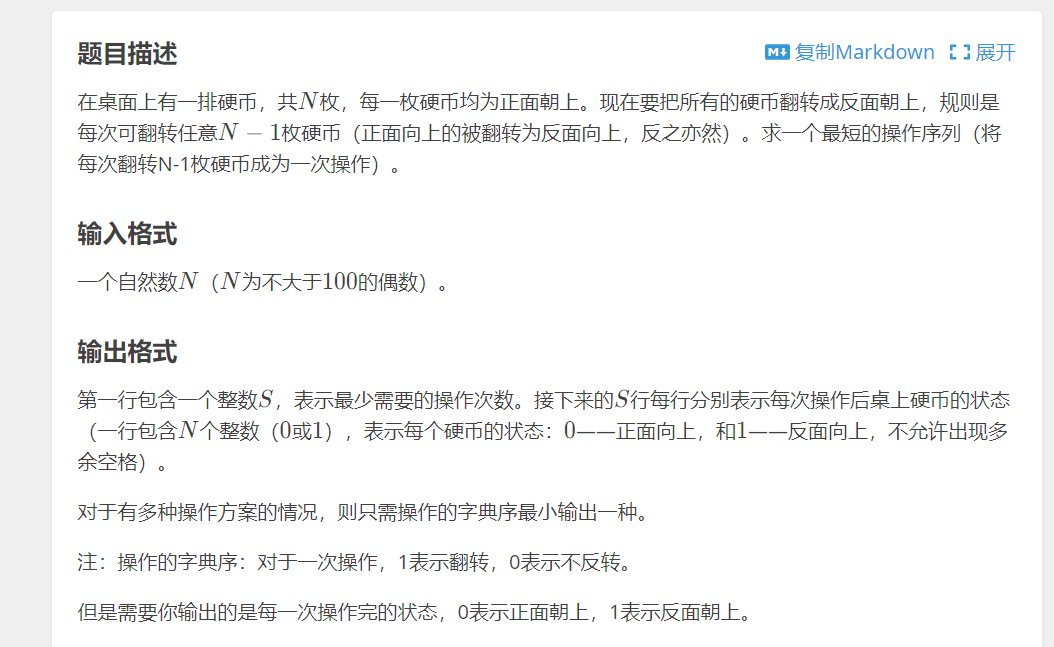 题目描述
复制Markdown 展开
在桌面上有一排硬币，共N枚，每一枚硬币均为正面朝上。现在要把所有的硬币翻转成反面朝上，规则是
每次可翻转任意N − 1枚硬币（正面向上的被翻转为反面向上，反之亦然）。求一个最短的操作序列（将
每次翻转N-1枚硬币成为一次操作）。
输入格式
一个自然数N（N为不大于100的偶数）。
输出格式
第一行包含一个整数S，表示最少需要的操作次数。接下来的S行每行分别表示每次操作后桌上硬币的状态
（一行包含N个整数（0或1），表示每个硬币的状态：0——正面向上，和1——反面向上，不允许出现多
余空格）。
对于有多种操作方案的情况，则只需操作的字典序最小输出一种。
注：操作的字典序：对于一次操作，1表示翻转，0表示不反转。
但是需要你输出的是每一次操作完的状态，0表示正面朝上，1表示反面朝上。